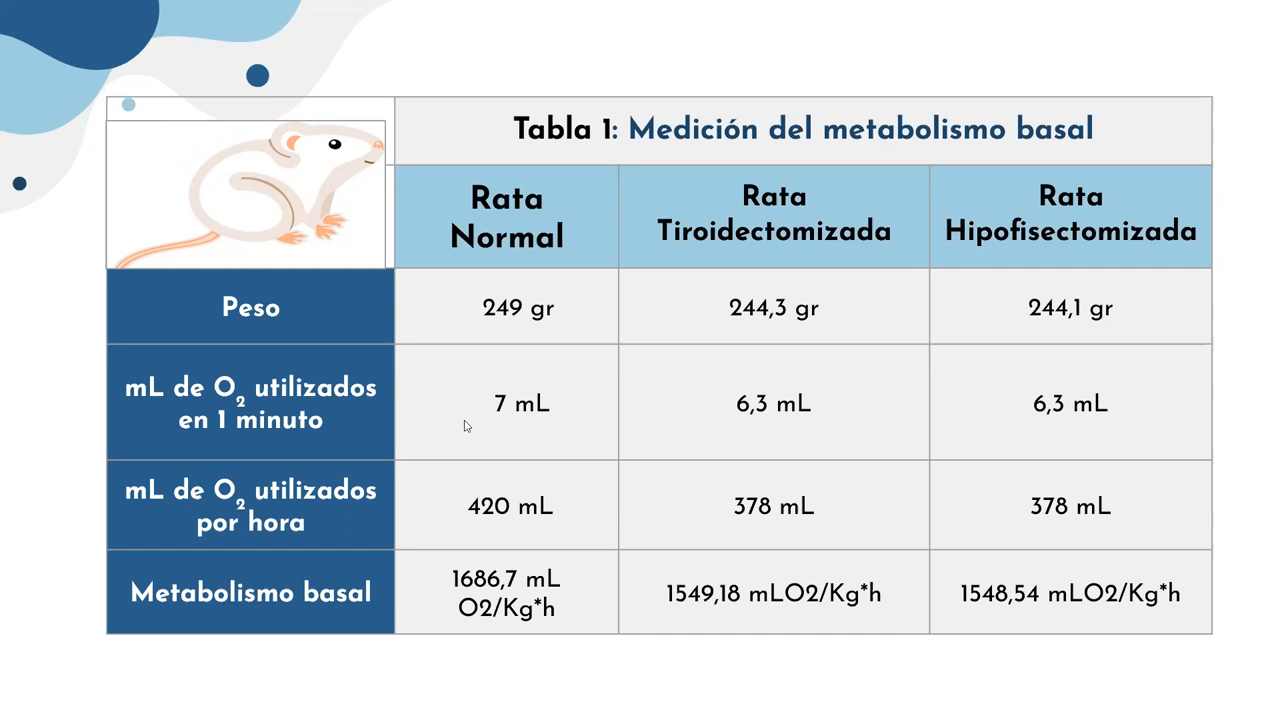 Tabla 1: Medición del metabolismo basal
Rata
Normal
Rata
Tiroidectomizada
Rata
Hipofisectomizada
Peso
249 gr
244,3 gr
244,1 gr
mL de O2 utilizados
en 1 minuto
7 mL
6,3 mL
6,3 mL
mL de O2 utilizados
por hora
420 mL
378 mL
378 mL
Metabolismo basal
1686,7 mL
O2/Kg*h
1549,18 mLO2/Kg*h
1548,54 mLO2/Kg*h